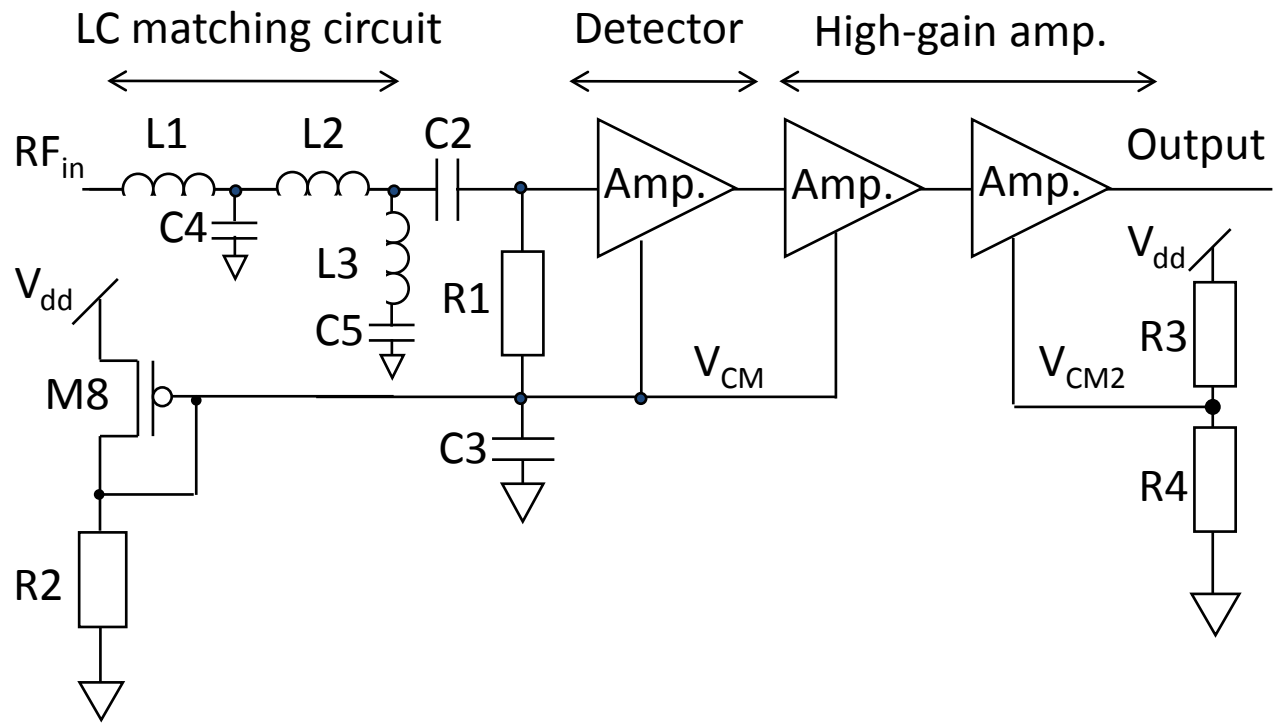 LC matching circuit
Detector
High-gain amp.
RFin
L1
L2
C2
Amp.
Amp.
Amp.
Output
C4
L3
C5
R1
Vdd
Vdd
R3
M8
VCM
VCM2
C3
R4
R2